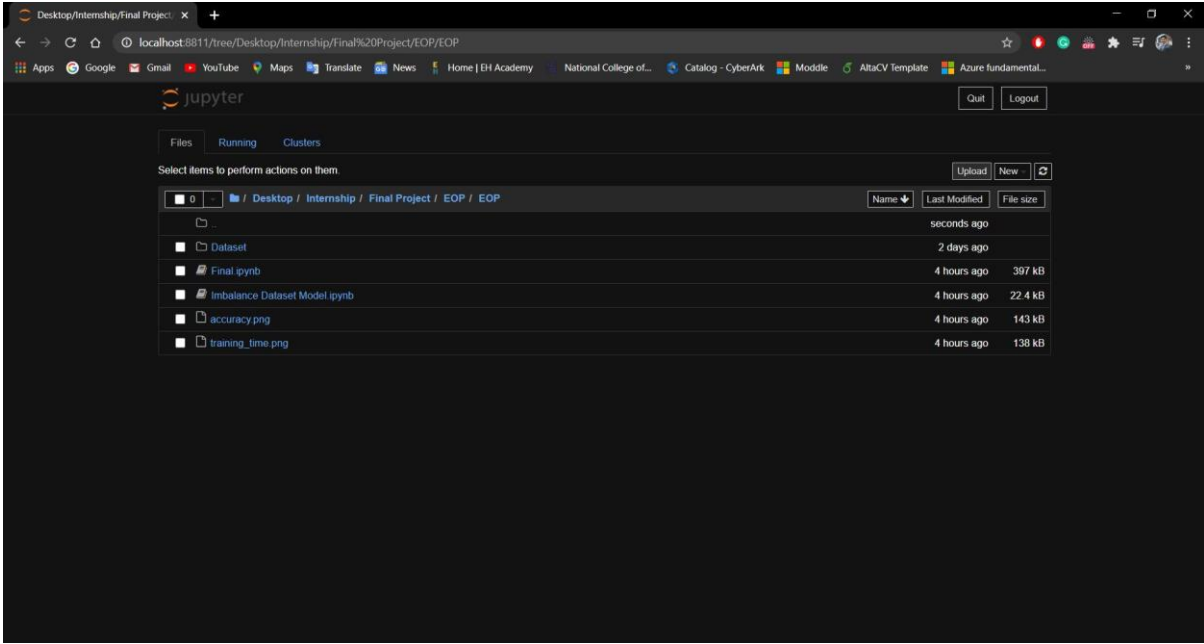 Desktop/Internship/Final Project/
localhost:8811/tree/Desktop/Internship/Final%20Project/EOP/EOP
Apps Google Gmail YouTube Maps Translate News Home | EH Academy National College of... Catalog - CyberArk Moddle AltaCV Template Azure fundamental... »
jupyter Quit Logout
Files Running Clusters
Select items to perform actions on them. Upload New
0 / Desktop / Internship / Final Project / EOP / EOP Name Last Modified File size
.. seconds ago
Dataset 2 days ago
Final.ipynb 4 hours ago 397 kB
Imbalance Dataset Model.ipynb 4 hours ago 22.4 kB
accuracy.png 4 hours ago 143 kB
training_time.png 4 hours ago 138 kB